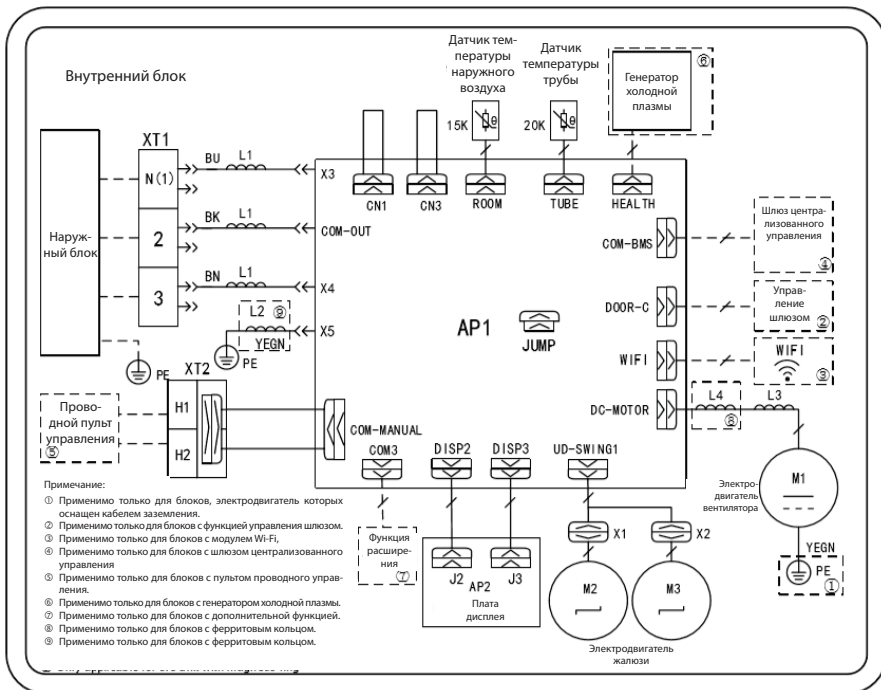 Внутренний блок
Датчик тем-
пературы
наружного
воздуха
Датчик
температуры
трубы
⑥
Генератор
холодной
плазмы
15K
θ
20K
θ
XT1
BU
L1
X3
N(1)
CN1
CN3
ROOM
TUBE
HEALTH
Наруж-
ный блок
2
BK
L1
COM-OUT
COM-BMS
Шлюз центра-
лизованного
управления
④
3
BN
L1
X4
L2
⑨
X5
YEGN
PE
PE
AP1
JUMP
DOOR-C
Управ-
ление
шлюзом
②
WIFI
WIFI
③
XT2
H1
H2
Прово-
дной пульт
управления
⑤
COM-MANUAL
DC-MOTOR
L4
⑧
L3
COM3
DISP2
DISP3
UD-SWING1
Электро-
двигатель
вентилятора
M1
Функция
расшире-
ния
⑦
J2
J3
AP2
Плата
дисплея
X1
X2
M2
M3
Электродвигатель
жалюзи
YEGN
PE
①
Примечание:
① Применимо только для блоков, электродвигатель которых
оснащен кабелем заземления.
② Применимо только для блоков с функцией управления шлюзом.
③ Применимо только для блоков с модулем Wi-Fi,
④ Применимо только для блоков с шлюзом централизованного
управления
⑤ Применимо только для блоков с пультом проводного управ-
ления.
⑥ Применимо только для блоков с генератором холодной плазмы.
⑦ Применимо только для блоков с дополнительной функцией.
⑧ Применимо только для блоков с ферритовым кольцом.
⑨ Применимо только для блоков с ферритовым кольцом.